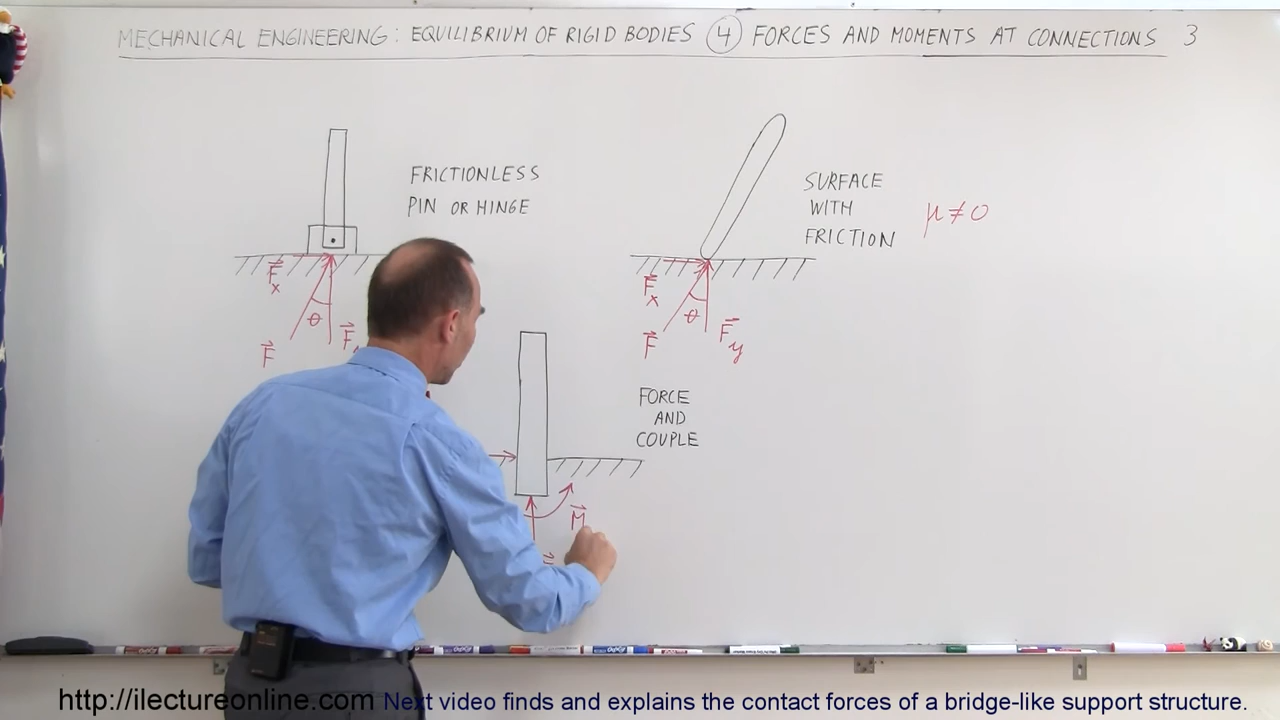 MECHANICAL ENGINEERING: EQUILIBRIUM OF RIGID BODIES ④ FORCES AND MOMENTS AT CONNECTIONS 3
FRICTIONLESS
PIN OR HINGE
F⃗x
θ
F⃗
F⃗
SURFACE
WITH
FRICTION
μ≠0
F⃗x
θ
F⃗
F⃗y
FORCE
AND
COUPLE
M⃗
http://ilectureonline.com Next video finds and explains the contact forces of a bridge-like support structure.